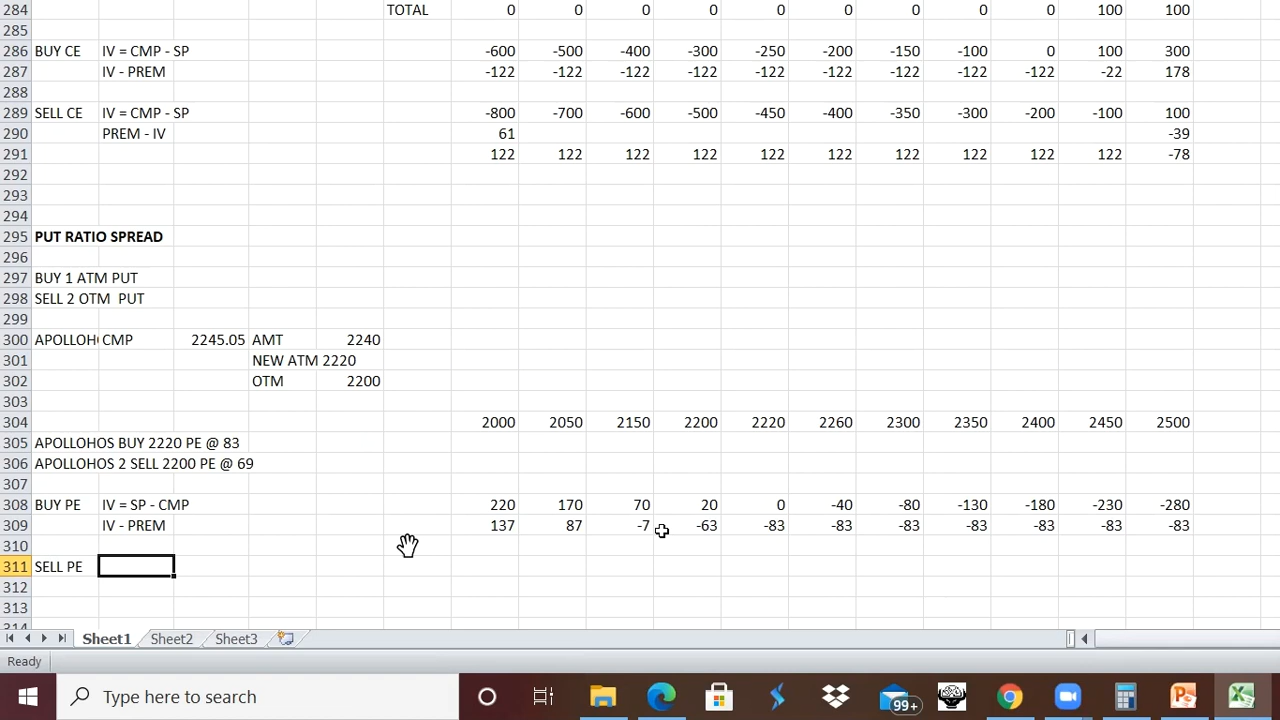 284 TOTAL 0 0 0 0 0 0 0 0 0 100 100
285
286 BUY CE IV = CMP - SP -600 -500 -400 -300 -250 -200 -150 -100 0 100 300
287 IV - PREM -122 -122 -122 -122 -122 -122 -122 -122 -122 -22 178
288
289 SELL CE IV = CMP - SP -800 -700 -600 -500 -450 -400 -350 -300 -200 -100 100
290 PREM - IV 61 -39
291 122 122 122 122 122 122 122 122 122 122 -78
292
293
294
295 PUT RATIO SPREAD
296
297 BUY 1 ATM PUT
298 SELL 2 OTM PUT
299
300 APOLLOH CMP 2245.05 AMT 2240
301 NEW ATM 2220
302 OTM 2200
303
304 2000 2050 2150 2200 2220 2260 2300 2350 2400 2450 2500
305 APOLLOHOS BUY 2220 PE @ 83
306 APOLLOHOS 2 SELL 2200 PE @ 69
307
308 BUY PE IV = SP - CMP 220 170 70 20 0 -40 -80 -130 -180 -230 -280
309 IV - PREM 137 87 -7 -63 -83 -83 -83 -83 -83 -83 -83
310
311 SELL PE
312
313
314
Sheet1 Sheet2 Sheet3
Ready
Type here to search
99+